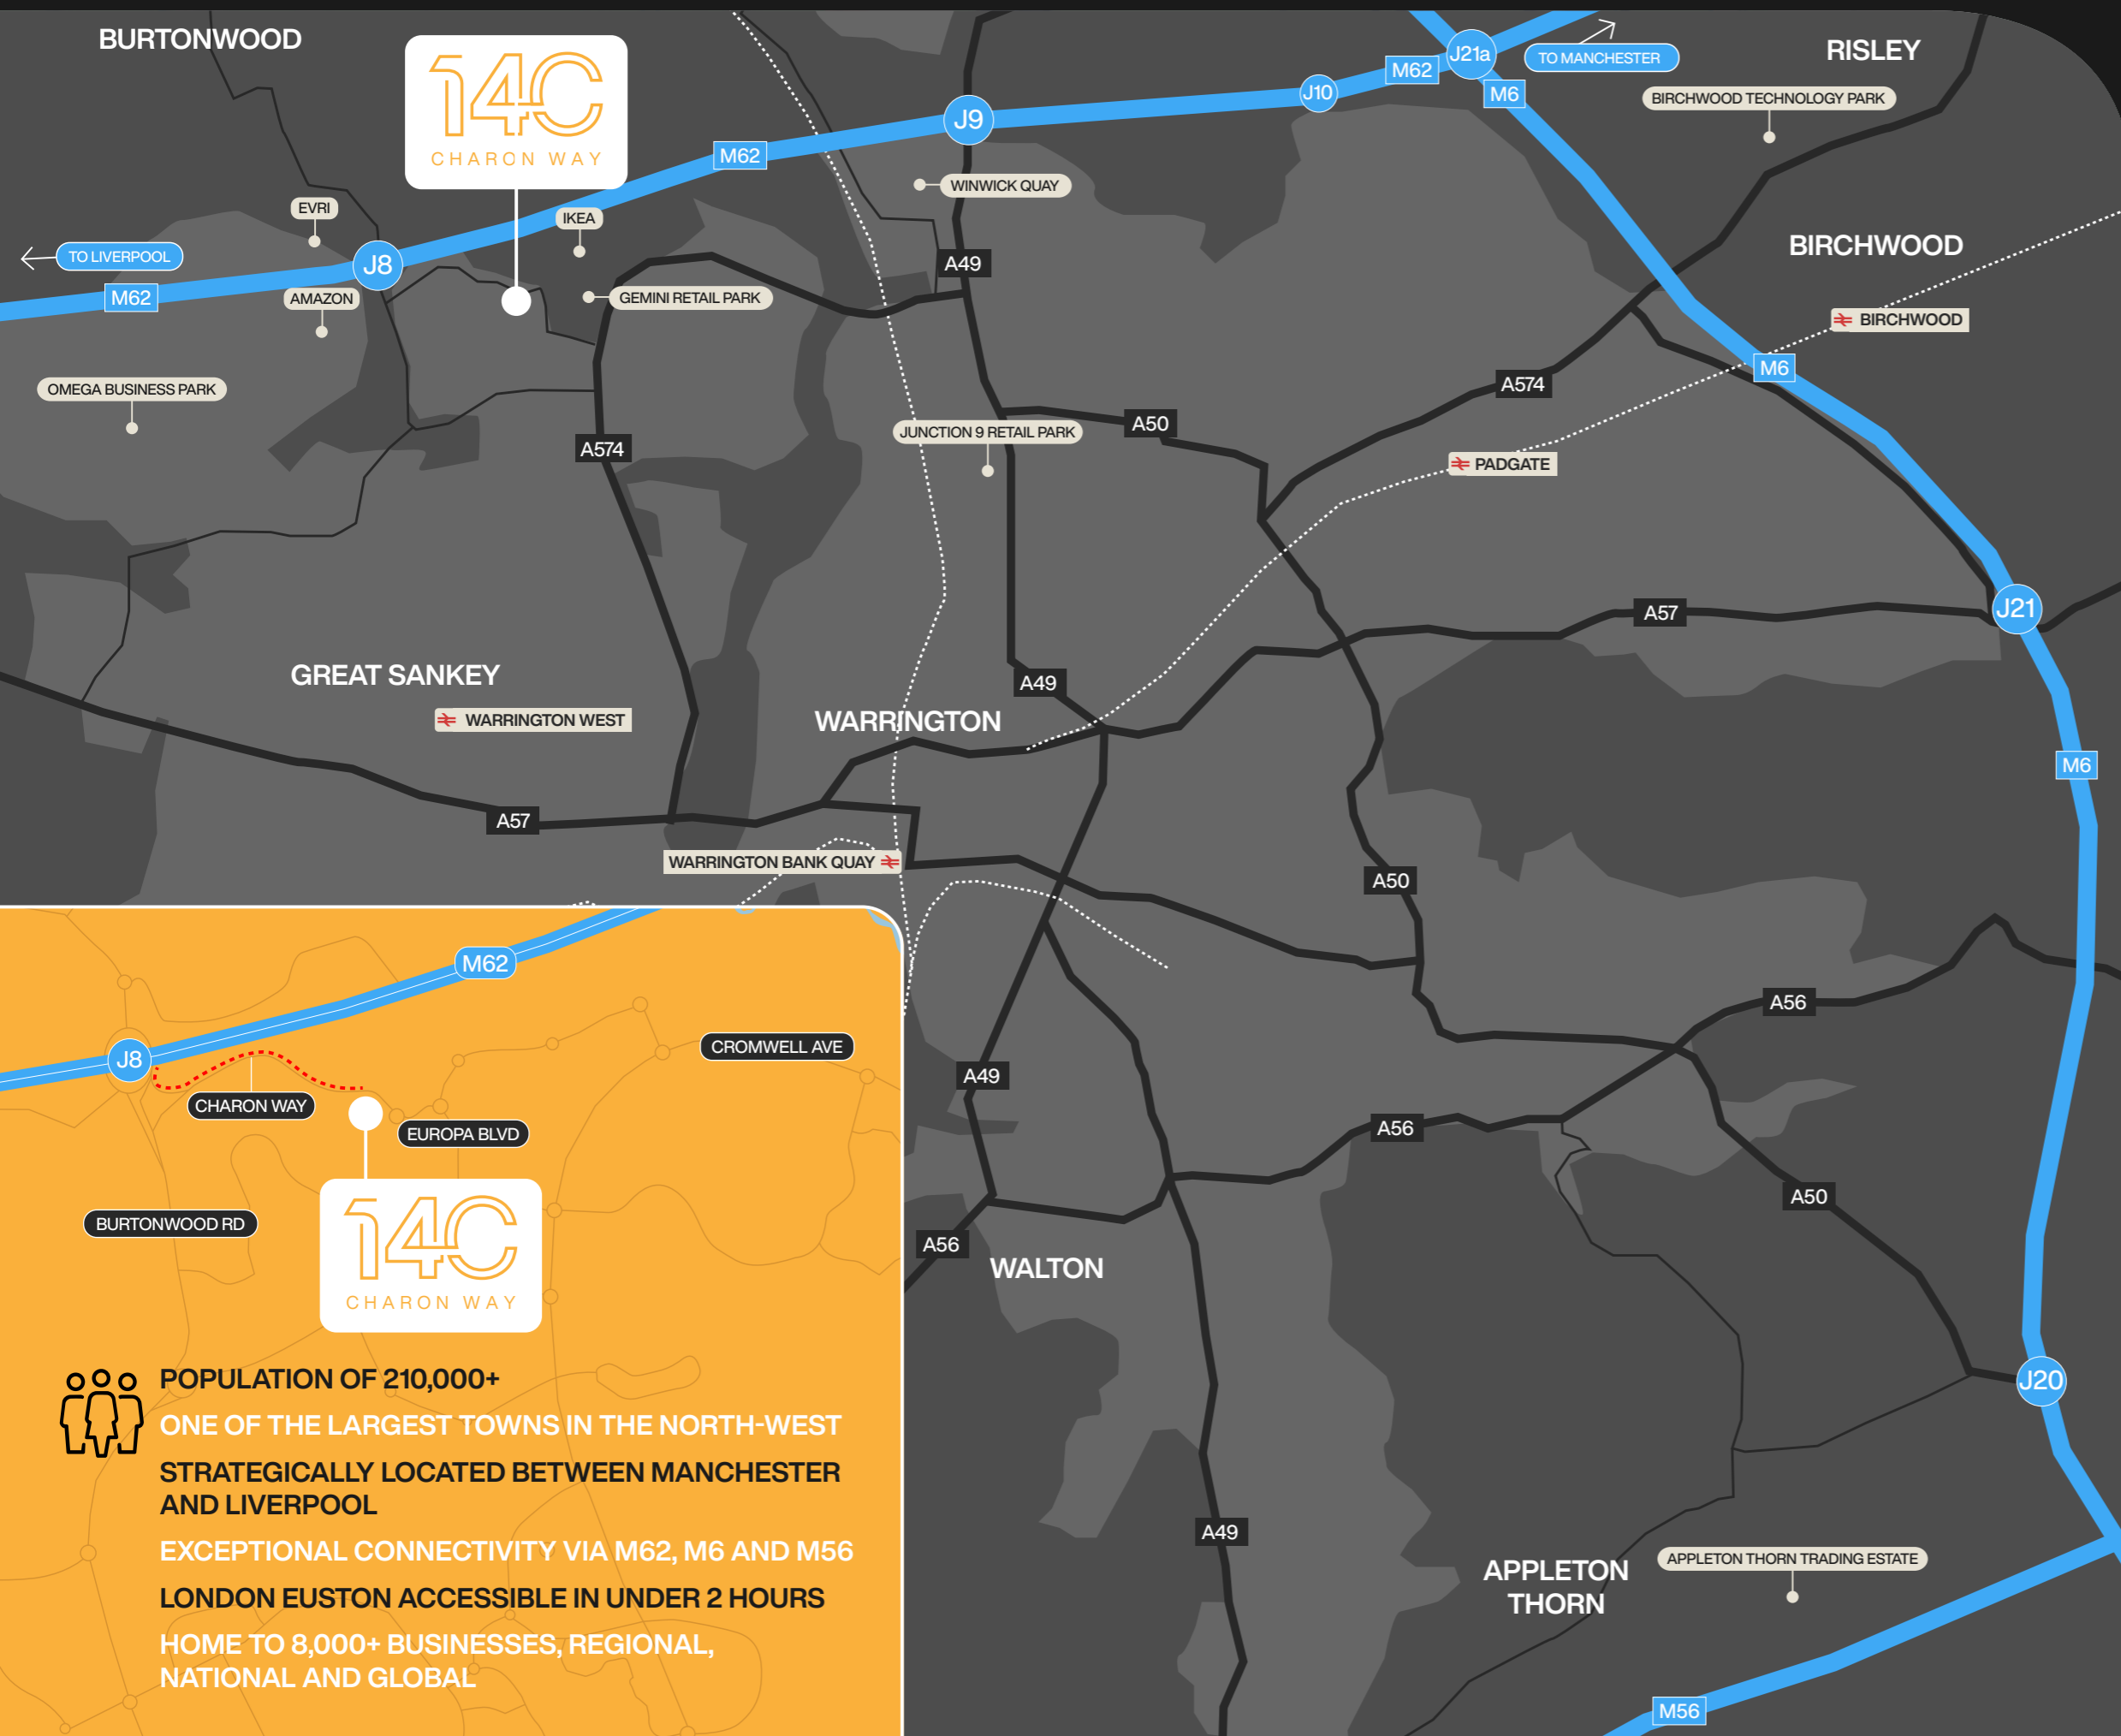 BURTONWOOD
14C
CHARON WAY
J21a
TO MANCHESTER
RISLEY
M62
J10
M6
BIRCHWOOD TECHNOLOGY PARK
J9
M62
WINWICK QUAY
EVRI
IKEA
TO LIVERPOOL
J8
A49
BIRCHWOOD
M62
AMAZON
GEMINI RETAIL PARK
BIRCHWOOD
M6
OMEGA BUSINESS PARK
A574
A50
JUNCTION 9 RETAIL PARK
A574
PADGATE
J21
A57
GREAT SANKEY
A49
WARRINGTON WEST
WARRINGTON
M6
A57
WARRINGTON BANK QUAY
A50
M62
A56
J8
CROMWELL AVE
A49
CHARON WAY
EUROPA BLVD
A56
14C
CHARON WAY
BURTONWOOD RD
A50
A56
WALTON
J20
POPULATION OF 210,000+
ONE OF THE LARGEST TOWNS IN THE NORTH-WEST
STRATEGICALLY LOCATED BETWEEN MANCHESTER
AND LIVERPOOL
EXCEPTIONAL CONNECTIVITY VIA M62, M6 AND M56
LONDON EUSTON ACCESSIBLE IN UNDER 2 HOURS
HOME TO 8,000+ BUSINESSES, REGIONAL,
NATIONAL AND GLOBAL
A49
APPLETON
THORN
APPLETON THORN TRADING ESTATE
M56